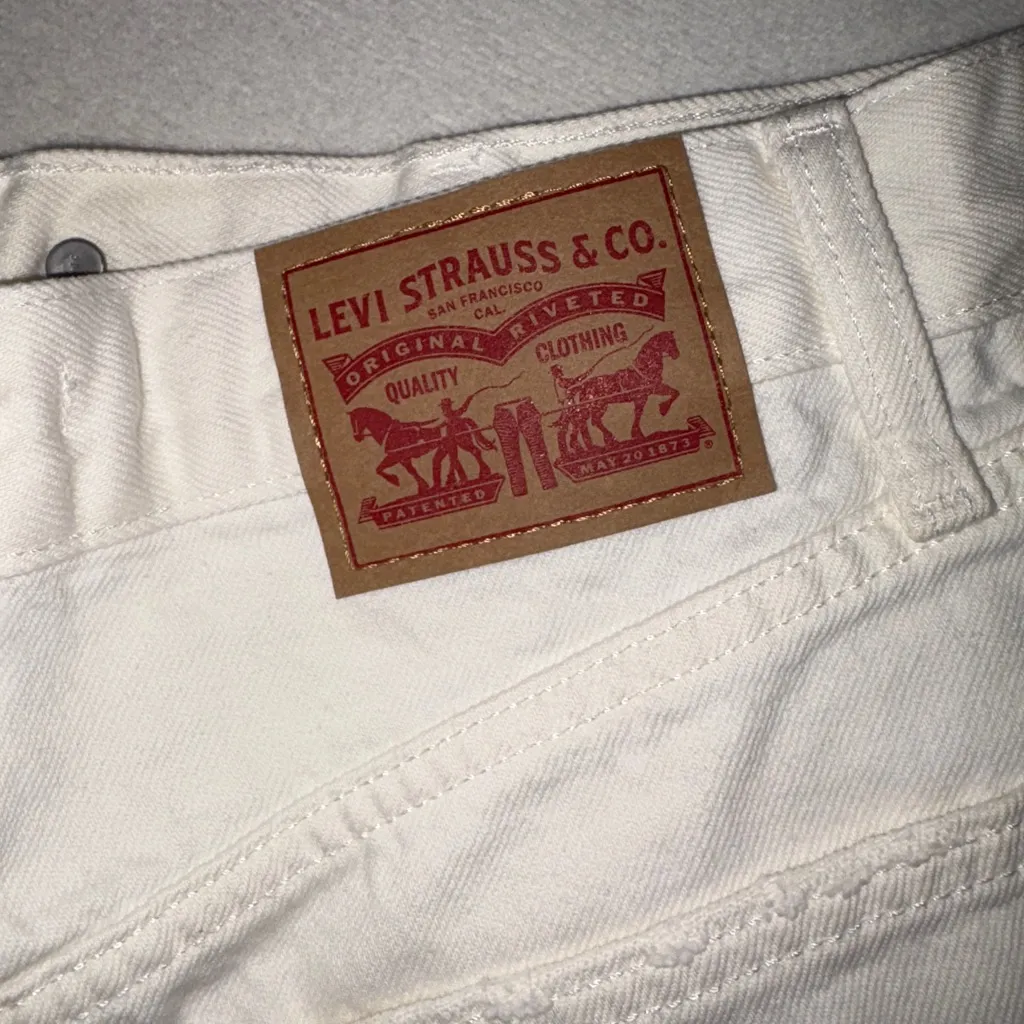 LEVI STRAUSS & CO.
SAN FRANCISCO
CAL.
ORIGINAL RIVETED
QUALITY CLOTHING
PATENTED MAY 20 1873 ®